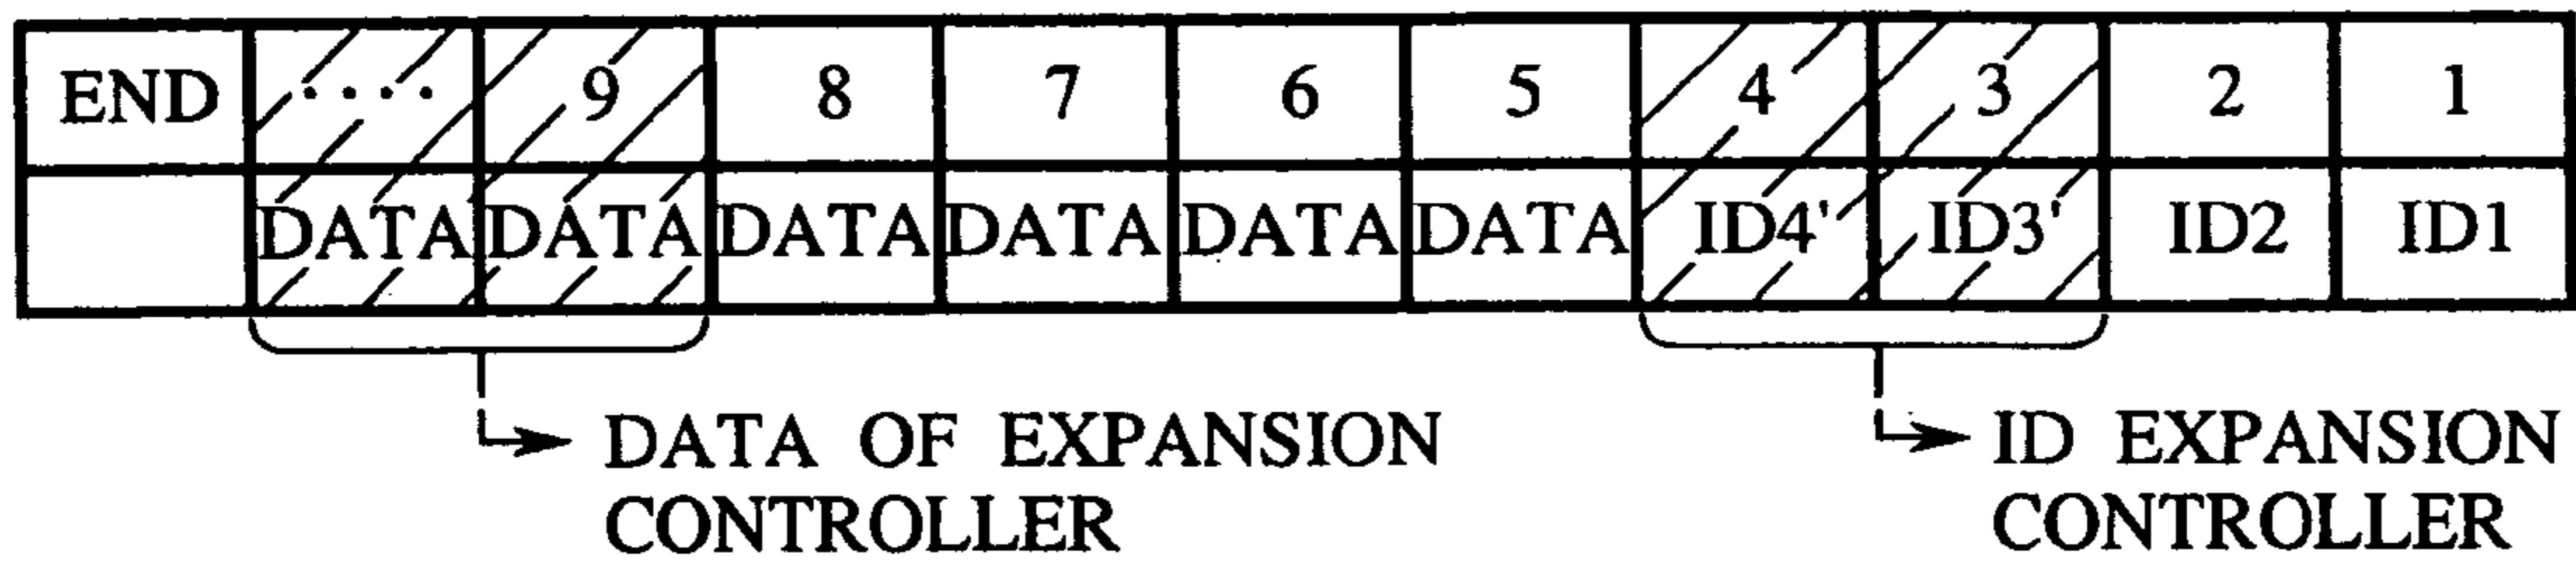 END .... 9 8 7 6 5 4 3 2 1
DATA DATA DATA DATA DATA DATA ID4' ID3' ID2 ID1
DATA OF EXPANSION
CONTROLLER
ID EXPANSION
CONTROLLER